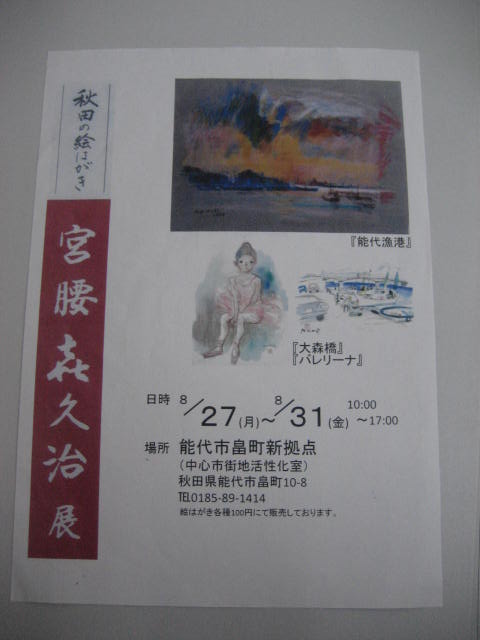 秋田の絵はがき
宮腰喜久治展
『能代漁港』
『大森橋』
『バレリーナ』
日時 8/27(月)～8/31(金) 10:00～17:00
場所 能代市畠町新拠点
（中心市街地活性化室）
秋田県能代市畠町10-8
TEL0185-89-1414
絵はがき各種100円にて販売しております。